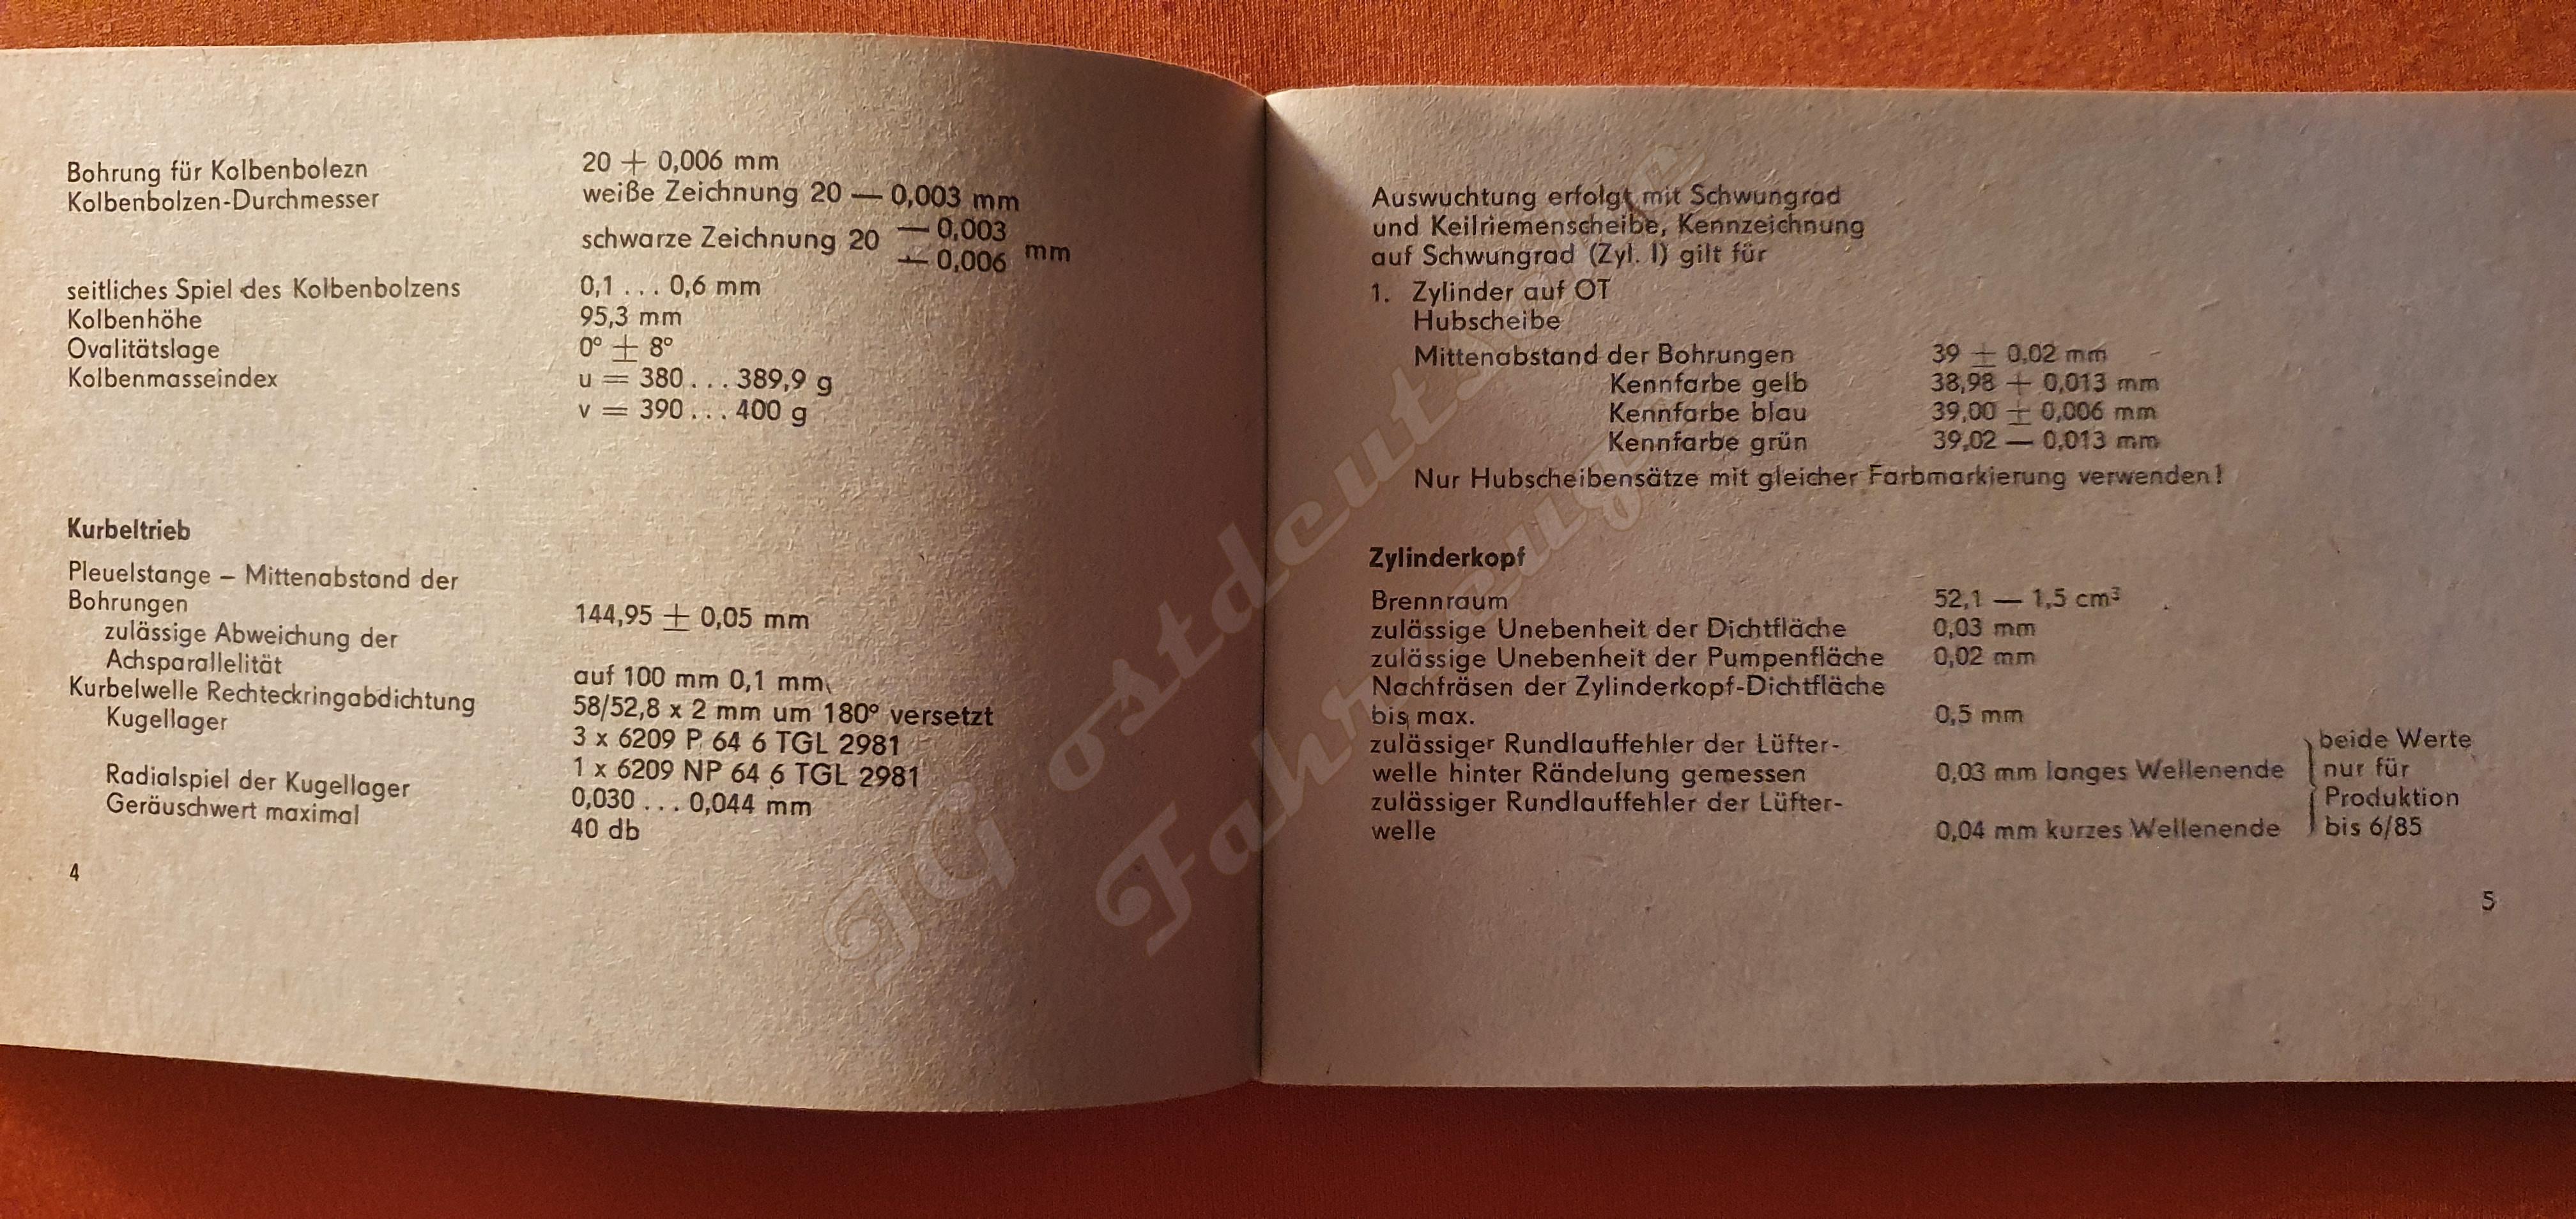 Bohrung für Kolbenbolezn 20 + 0,006 mm
Kolbenbolzen-Durchmesser weiße Zeichnung 20 — 0,003 mm
schwarze Zeichnung 20 — 0,003
— 0,006 mm
seitliches Spiel des Kolbenbolzens 0,1 ... 0,6 mm
Kolbenhöhe 95,3 mm
Ovalitätslage 0° ± 8°
Kolbenmasseindex u = 380 ... 389,9 g
v = 390 ... 400 g
Kurbeltrieb
Pleuelstange – Mittenabstand der
Bohrungen 144,95 ± 0,05 mm
zulässige Abweichung der
Achsparallelität auf 100 mm 0,1 mm
Kurbelwelle Rechteckringabdichtung 58/52,8 x 2 mm um 180° versetzt
Kugellager 3 x 6209 P 64 6 TGL 2981
1 x 6209 NP 64 6 TGL 2981
Radialspiel der Kugellager 0,030 ... 0,044 mm
Geräuschwert maximal 40 db
4
Auswuchtung erfolgt mit Schwungrad
und Keilriemenscheibe, Kennzeichnung
auf Schwungrad (Zyl. I) gilt für
1. Zylinder auf OT
Hubscheibe
Mittenabstand der Bohrungen 39 ± 0,02 mm
Kennfarbe gelb 38,98 + 0,013 mm
Kennfarbe blau 39,00 ± 0,006 mm
Kennfarbe grün 39,02 — 0,013 mm
Nur Hubscheibensätze mit gleicher Farbmarkierung verwenden!
Zylinderkopf
Brennraum 52,1 — 1,5 cm³
zulässige Unebenheit der Dichtfläche 0,03 mm
zulässige Unebenheit der Pumpenfläche 0,02 mm
Nachfräsen der Zylinderkopf-Dichtfläche
bis max. 0,5 mm
zulässiger Rundlauffehler der Lüfter-
welle hinter Rändelung gemessen 0,03 mm langes Wellenende
zulässiger Rundlauffehler der Lüfter-
welle 0,04 mm kurzes Wellenende
beide Werte
nur für
Produktion
bis 6/85
5
IG ostdeutsche
Fahrzeuge